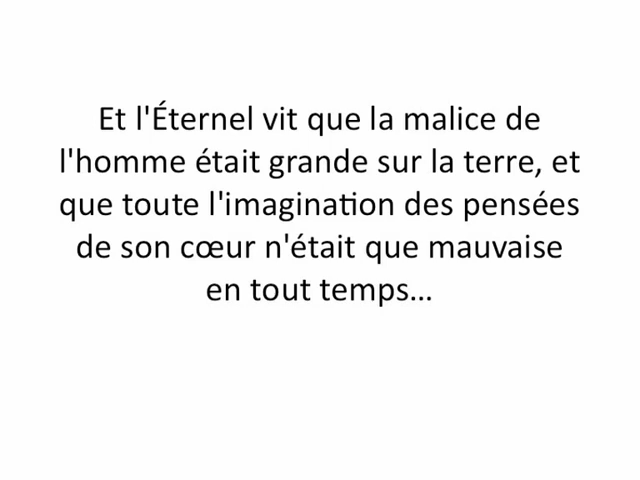 Et l'Éternel vit que la malice de
l'homme était grande sur la terre, et
que toute l'imagination des pensées
de son cœur n'était que mauvaise
en tout temps...